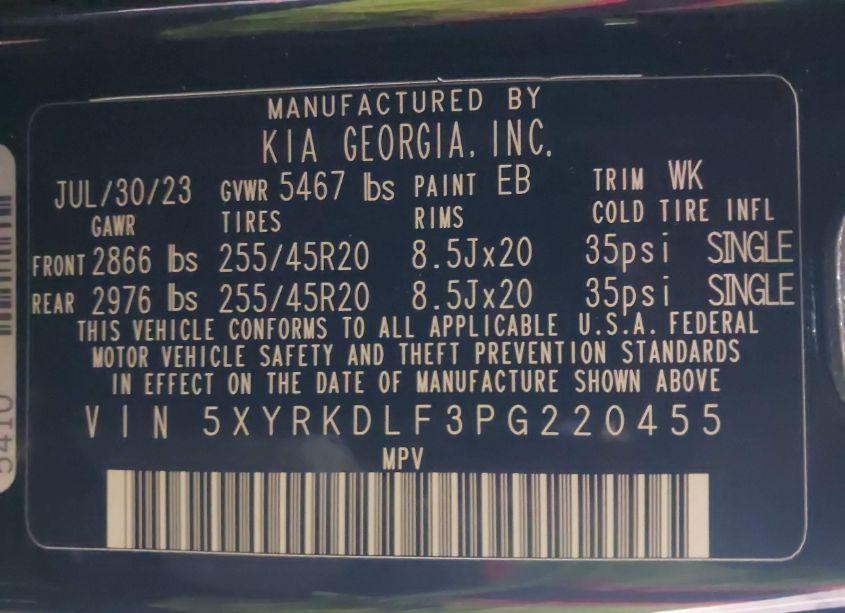 MANUFACTURED BY
KIA GEORGIA, INC.
JUL/30/23 GVWR 5467 lbs PAINT EB TRIM WK
GAWR TIRES RIMS COLD TIRE INFL
FRONT 2866 lbs 255/45R20 8.5Jx20 35psi SINGLE
REAR 2976 lbs 255/45R20 8.5Jx20 35psi SINGLE
THIS VEHICLE CONFORMS TO ALL APPLICABLE U.S.A. FEDERAL
MOTOR VEHICLE SAFETY AND THEFT PREVENTION STANDARDS
IN EFFECT ON THE DATE OF MANUFACTURE SHOWN ABOVE
VIN 5XYRKDLF3PG220455
MPV